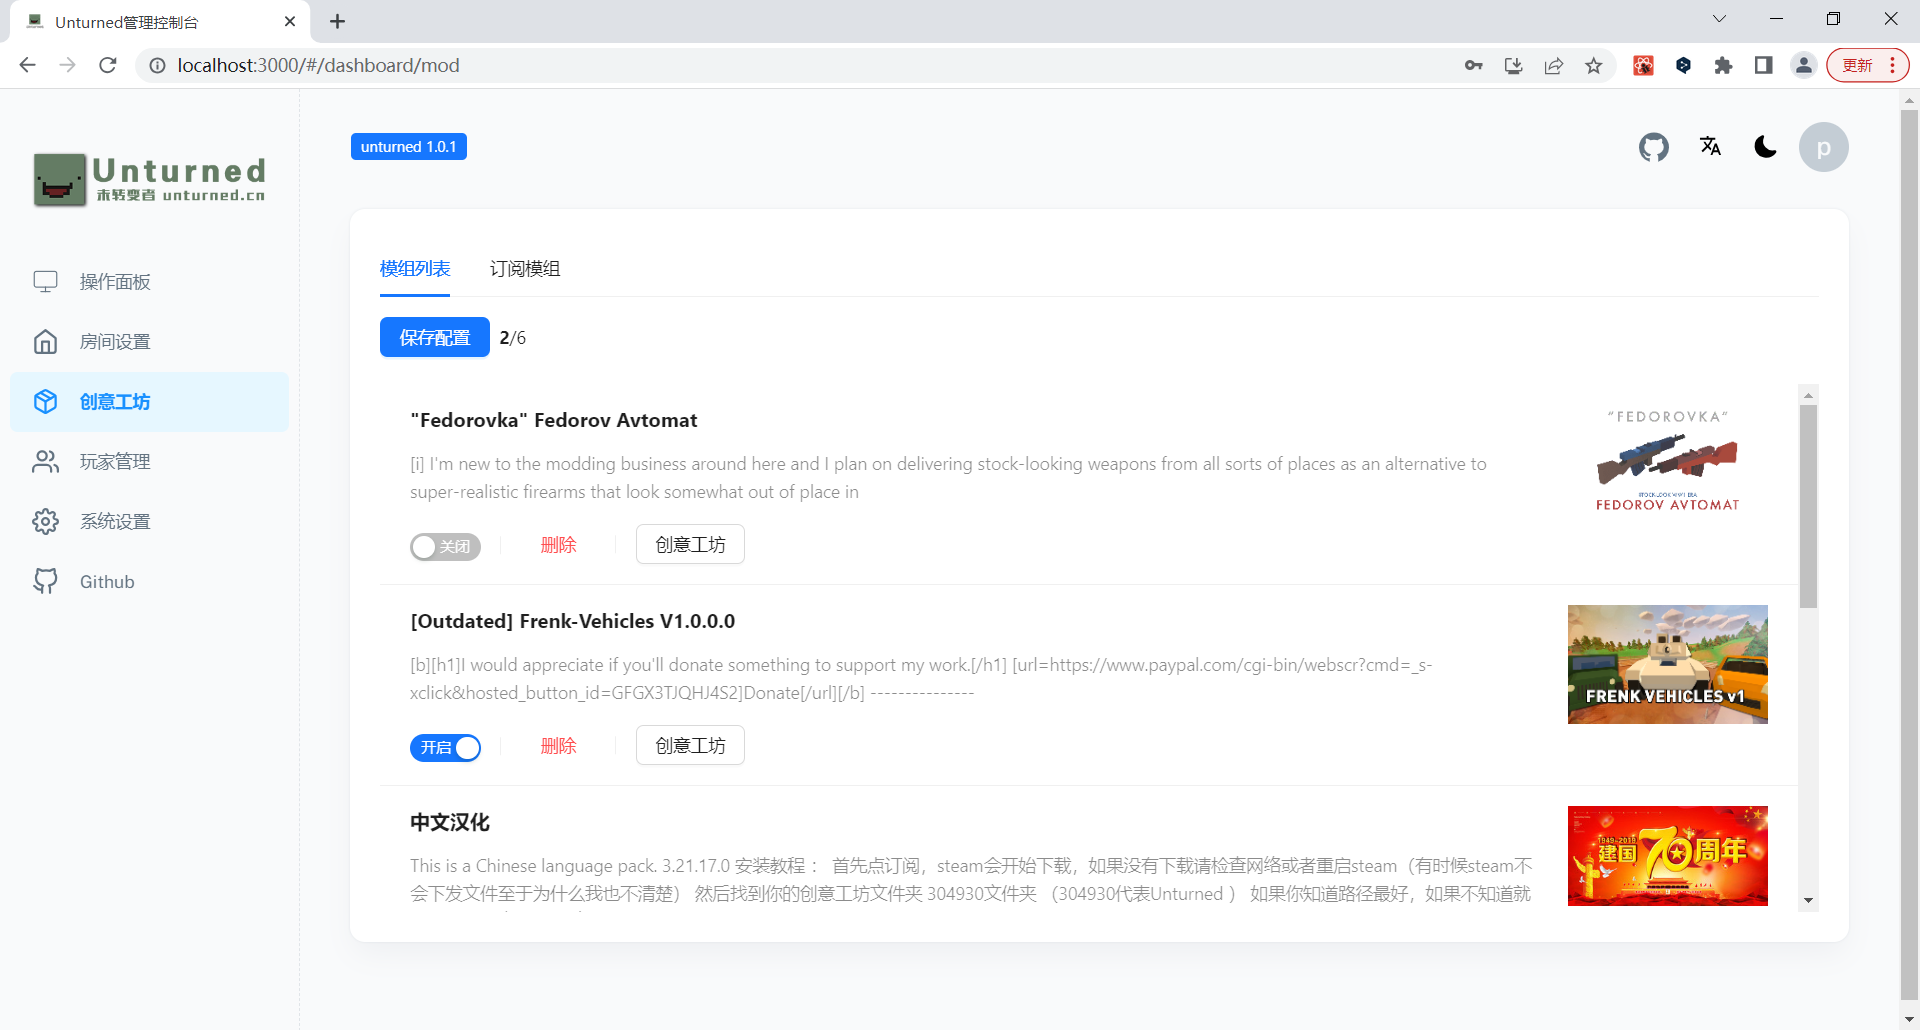 Unturned管理控制台
localhost:3000/#/dashboard/mod
更新
Unturned
未转变者 unturned.cn
unturned 1.0.1
p
操作面板
房间设置
创意工坊
玩家管理
系统设置
Github
模组列表
订阅模组
保存配置
2/6
"Fedorovka" Fedorov Avtomat
[i] I'm new to the modding business around here and I plan on delivering stock-looking weapons from all sorts of places as an alternative to
super-realistic firearms that look somewhat out of place in
关闭
删除
创意工坊
"FEDOROVKA"
FEDOROV AVTOMAT
[Outdated] Frenk-Vehicles V1.0.0.0
[b][h1]I would appreciate if you'll donate something to support my work.[/h1] [url=https://www.paypal.com/cgi-bin/webscr?cmd=_s-
xclick&hosted_button_id=GFGX3TJQHJ4S2]Donate[/url][/b] ---------------
开启
删除
创意工坊
FRENK VEHICLES v1
中文汉化
This is a Chinese language pack. 3.21.17.0 安装教程： 首先点订阅，steam会开始下载，如果没有下载请检查网络或者重启steam（有时候steam不
会下发文件至于为什么我也不清楚） 然后找到你的创意工坊文件夹 304930文件夹 （304930代表Unturned ） 如果你知道路径最好，如果不知道就
1949-2019
建国70周年